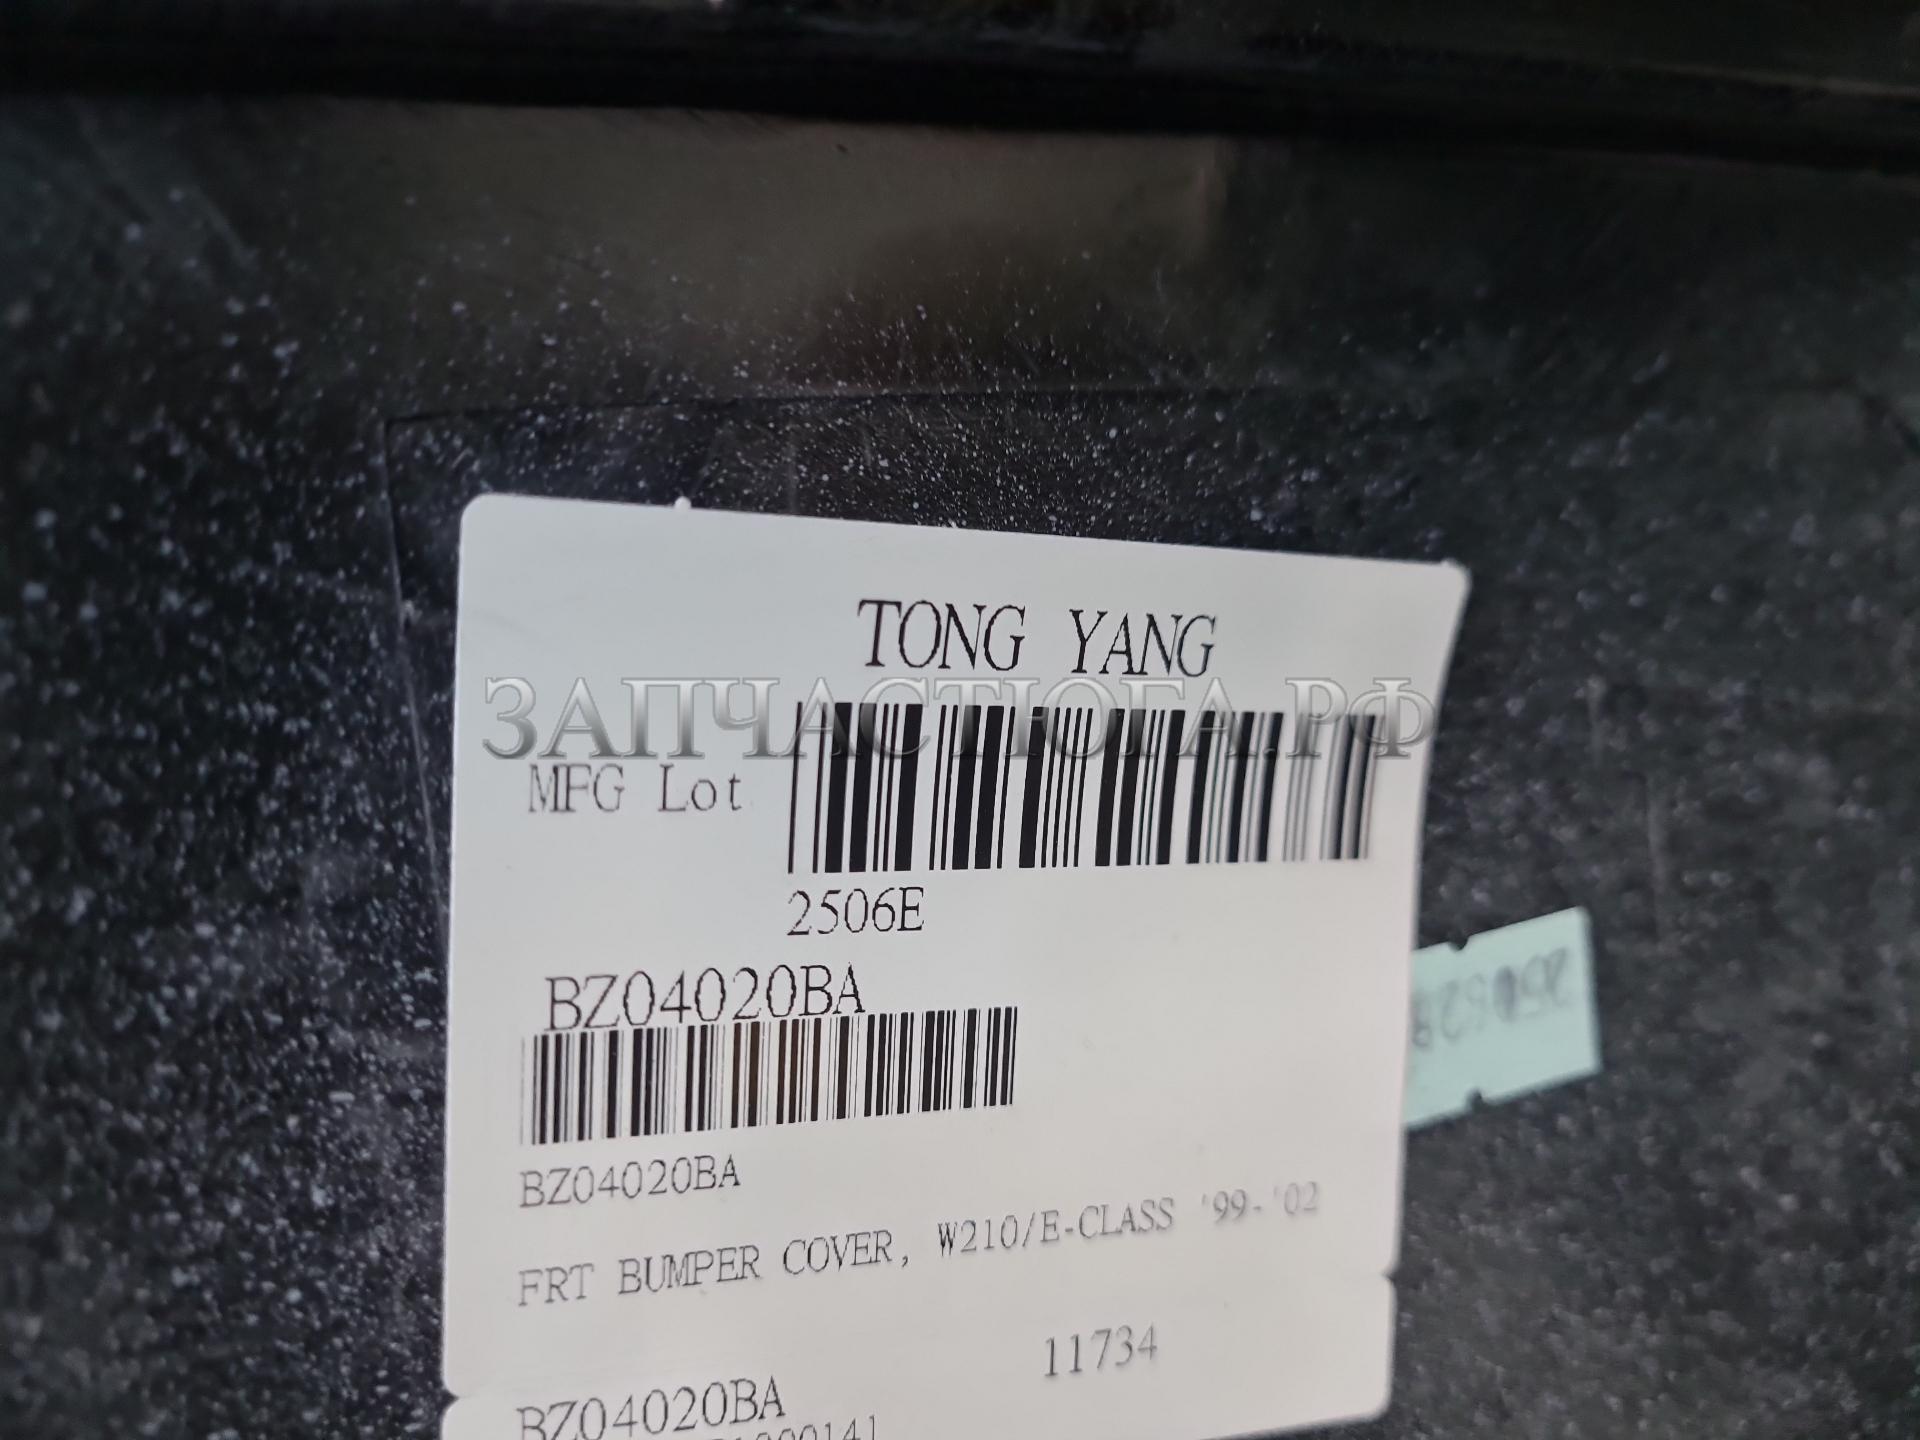 TONG YANG
ЗАПЧАСТЮГА.РФ
MFG Lot
2506E
BZ04020BA
BZ04020BA
FRT BUMPER COVER, W210/E-CLASS '99-'02
11734
BZ04020BA